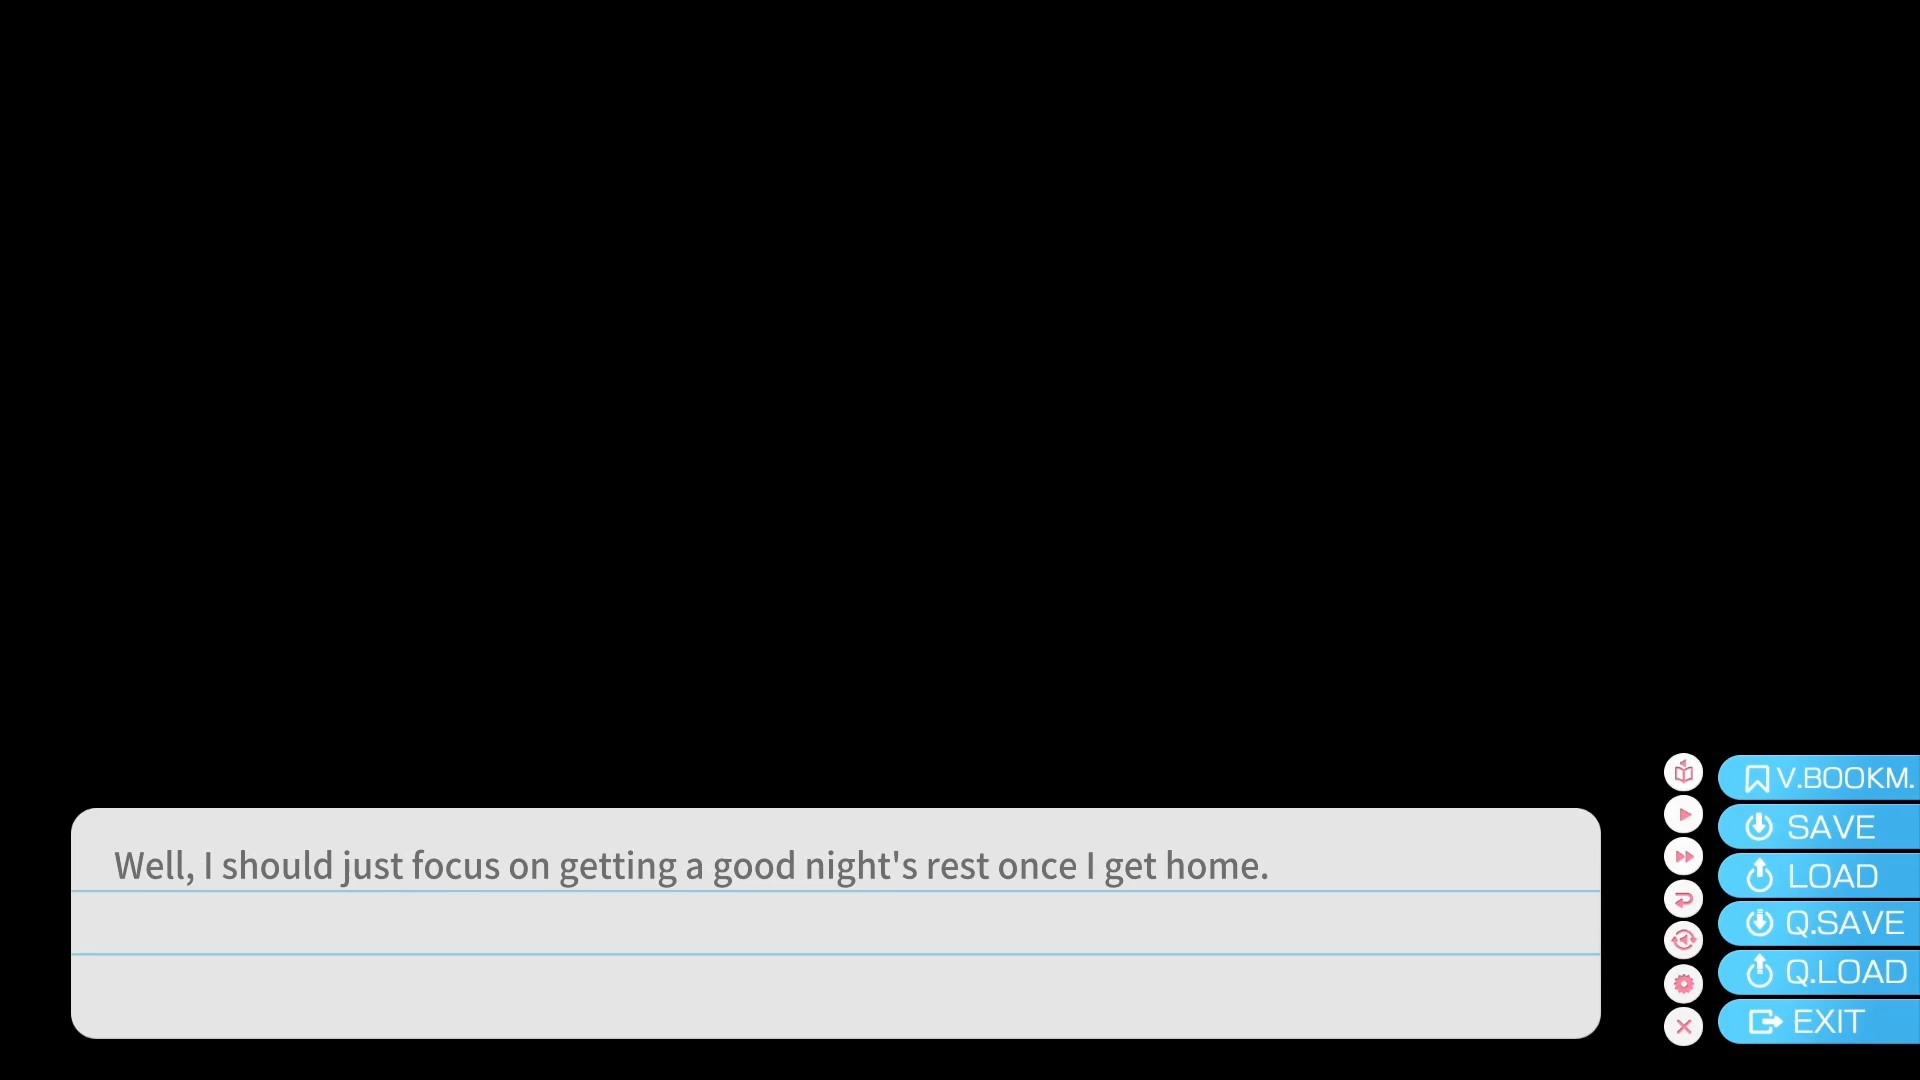 Well, I should just focus on getting a good night's rest once I get home.
V.BOOKM.
SAVE
LOAD
Q.SAVE
Q.LOAD
EXIT